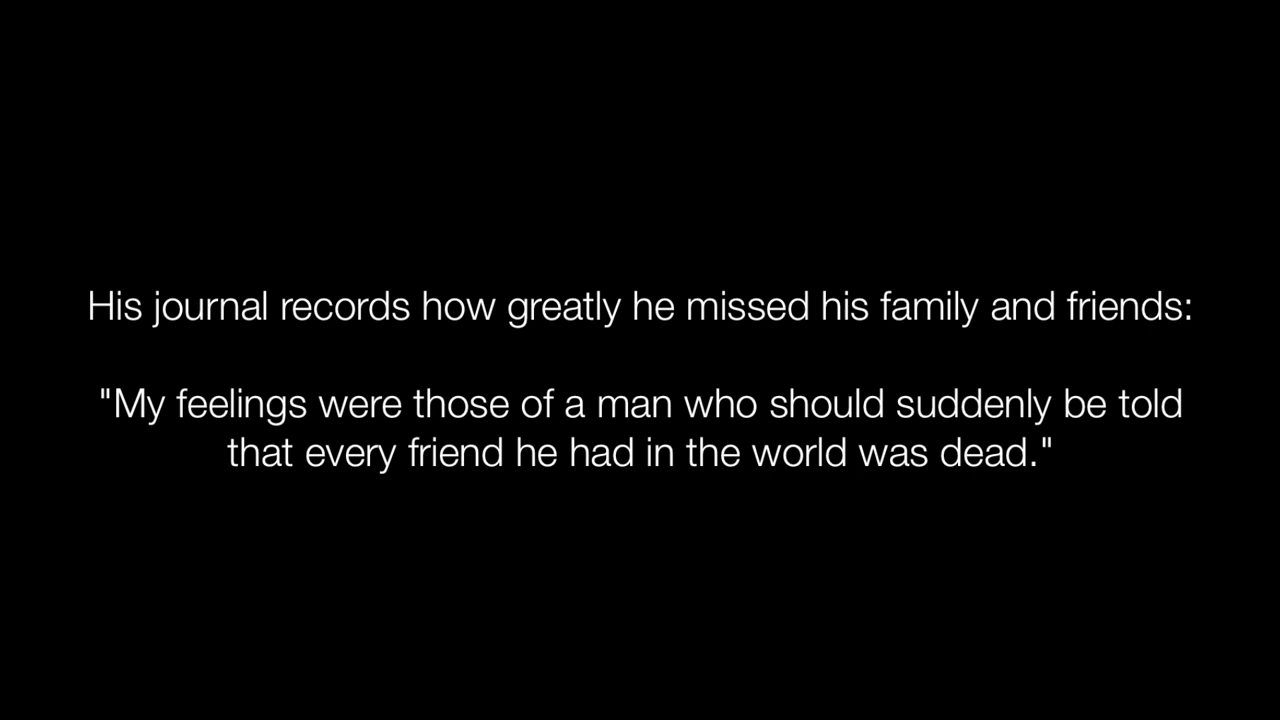 His journal records how greatly he missed his family and friends:
"My feelings were those of a man who should suddenly be told
that every friend he had in the world was dead."